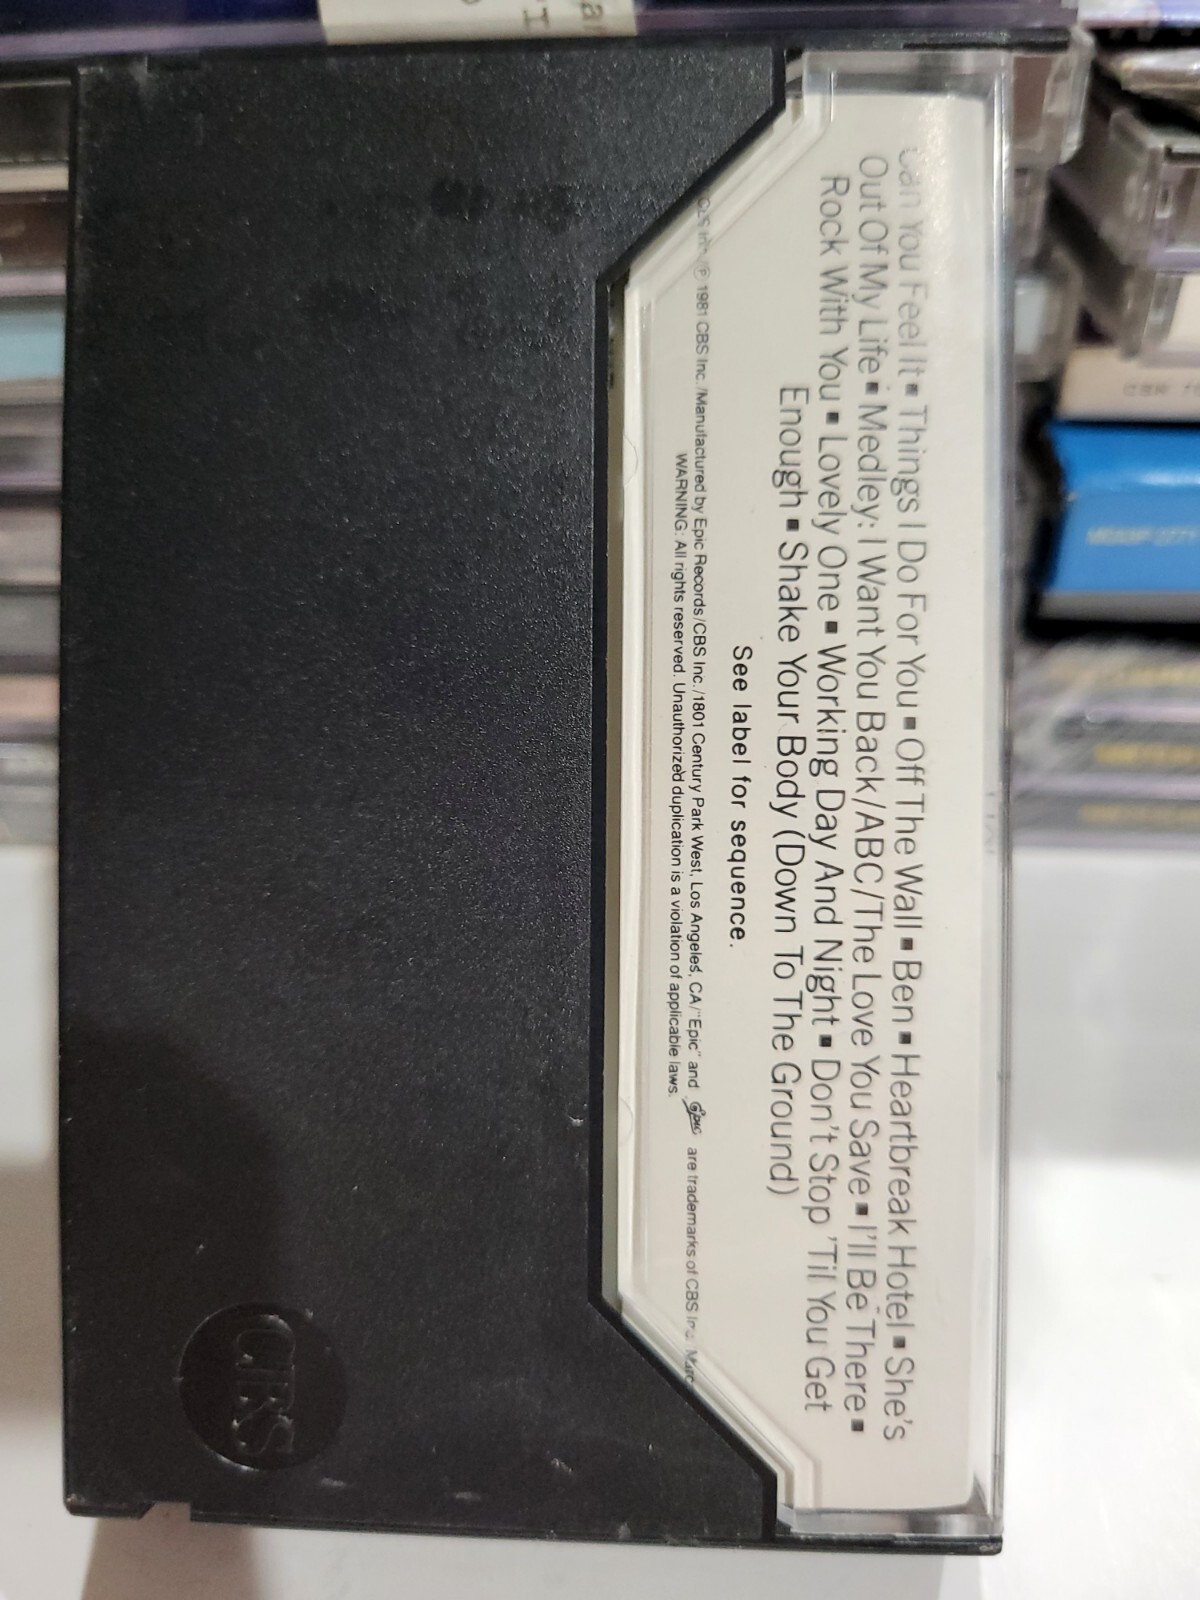 Can You Feel It ▪ Things I Do For You ▪ Off The Wall ▪ Ben ▪ Heartbreak Hotel ▪ She's
Out Of My Life ▪ Medley: I Want You Back/ABC/The Love You Save ▪ I'll Be There ▪
Rock With You ▪ Lovely One ▪ Working Day And Night ▪ Don't Stop 'Til You Get
Enough ▪ Shake Your Body (Down To The Ground)
See label for sequence.
CBS Inc. ℗ 1981 CBS Inc./Manufactured by Epic Records/CBS Inc./1801 Century Park West, Los Angeles, CA/"Epic" and Epic are trademarks of CBS Inc. Marc
WARNING: All rights reserved. Unauthorized duplication is a violation of applicable laws.
CBS